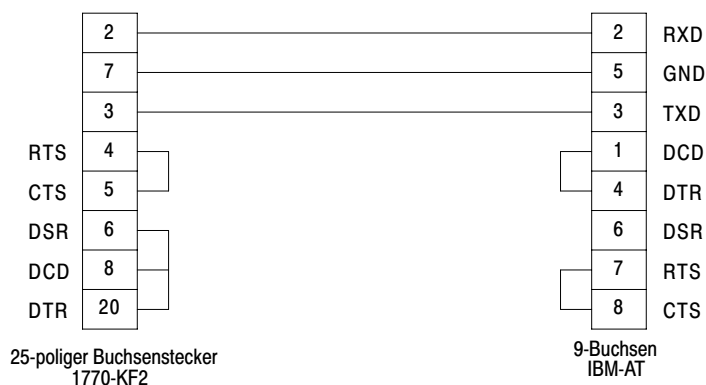 2 2 RXD
7 5 GND
3 3 TXD
RTS 4 1 DCD
CTS 5 4 DTR
DSR 6 6 DSR
DCD 8 7 RTS
DTR 20 8 CTS
25-poliger Buchsenstecker
1770-KF2
9-Buchsen
IBM-AT